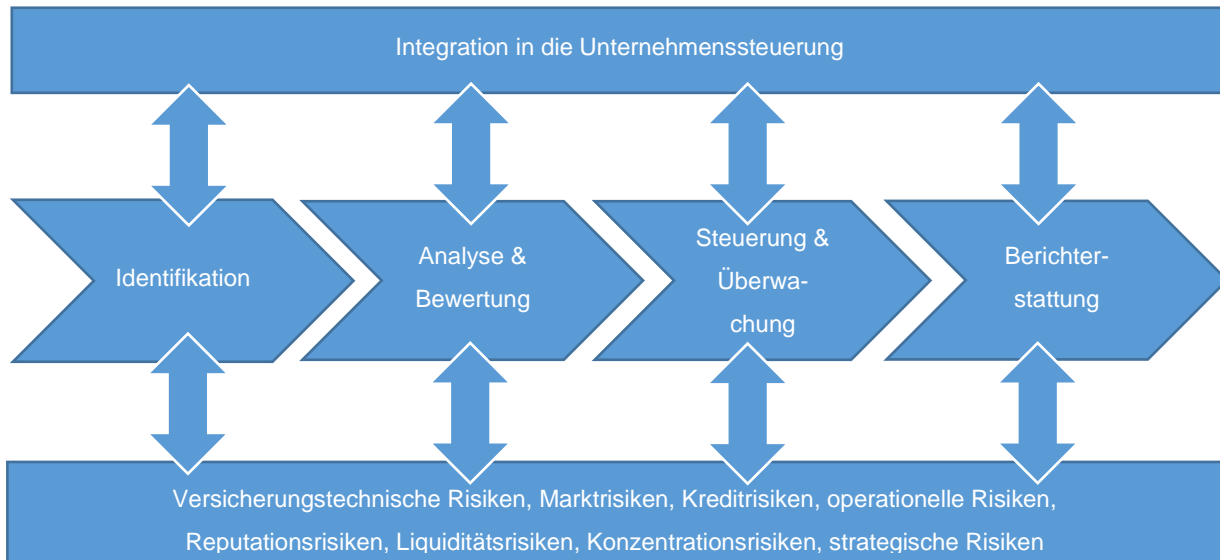 Integration in die Unternehmenssteuerung
Identifikation
Analyse &
Bewertung
Steuerung &
Überwa-
chung
Berichter-
stattung
Versicherungstechnische Risiken, Marktrisiken, Kreditrisiken, operationelle Risiken,
Reputationsrisiken, Liquiditätsrisiken, Konzentrationsrisiken, strategische Risiken